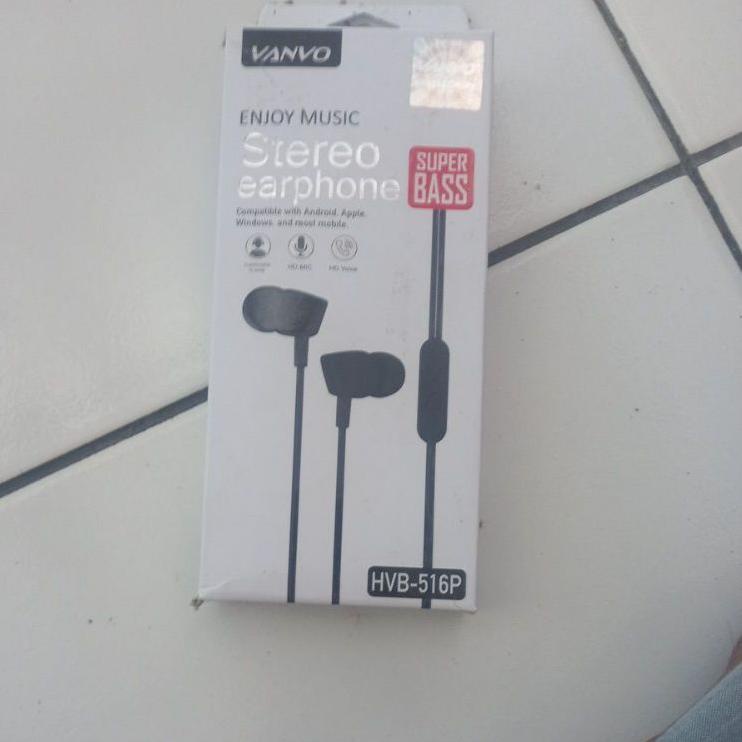 VANVO
ENJOY MUSIC
Stereo
earphone
SUPER
BASS
Compatible with Android, Apple,
Windows, and most mobile.
HD MIC
HD Voice
HVB-516P